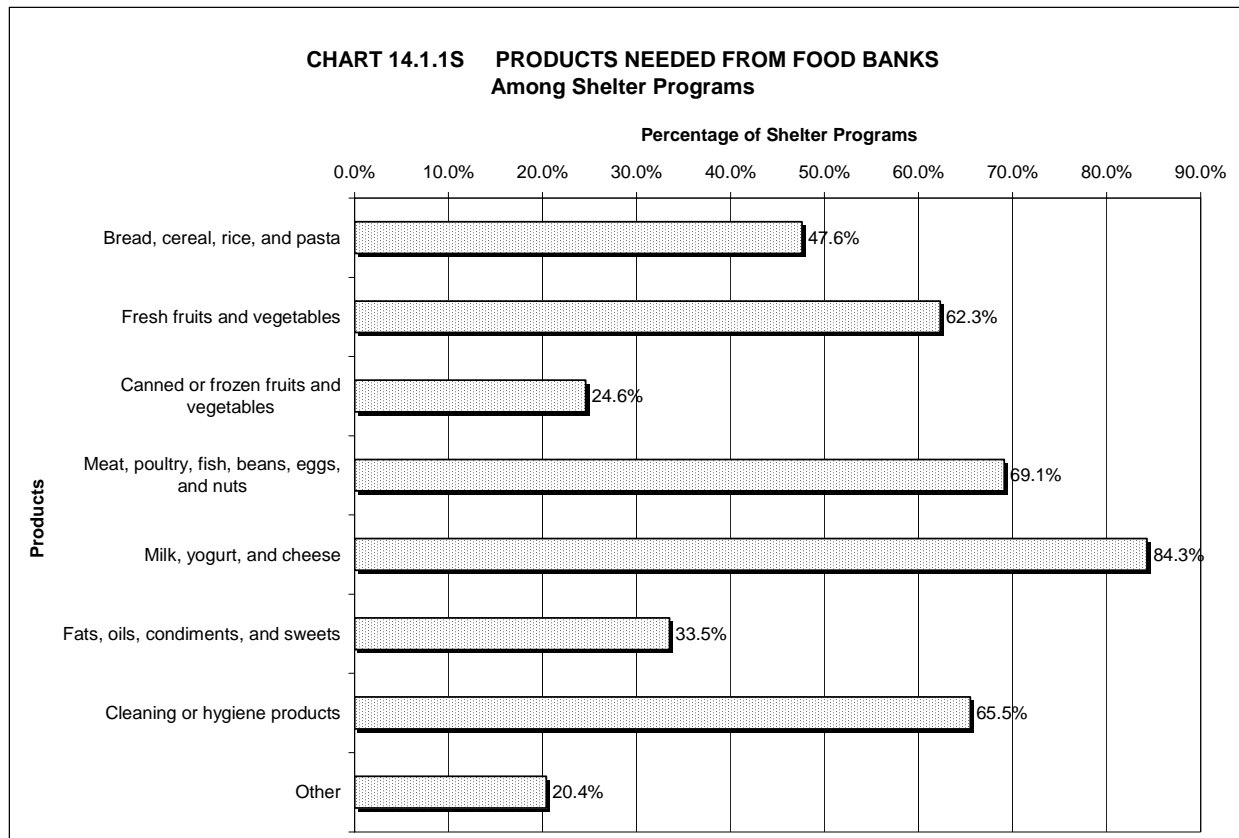 CHART 14.1.1S PRODUCTS NEEDED FROM FOOD BANKS
Among Shelter Programs
Percentage of Shelter Programs
0.0% 10.0% 20.0% 30.0% 40.0% 50.0% 60.0% 70.0% 80.0% 90.0%
Products
Bread, cereal, rice, and pasta 47.6%
Fresh fruits and vegetables 62.3%
Canned or frozen fruits and
vegetables 24.6%
Meat, poultry, fish, beans, eggs,
and nuts 69.1%
Milk, yogurt, and cheese 84.3%
Fats, oils, condiments, and sweets 33.5%
Cleaning or hygiene products 65.5%
Other 20.4%